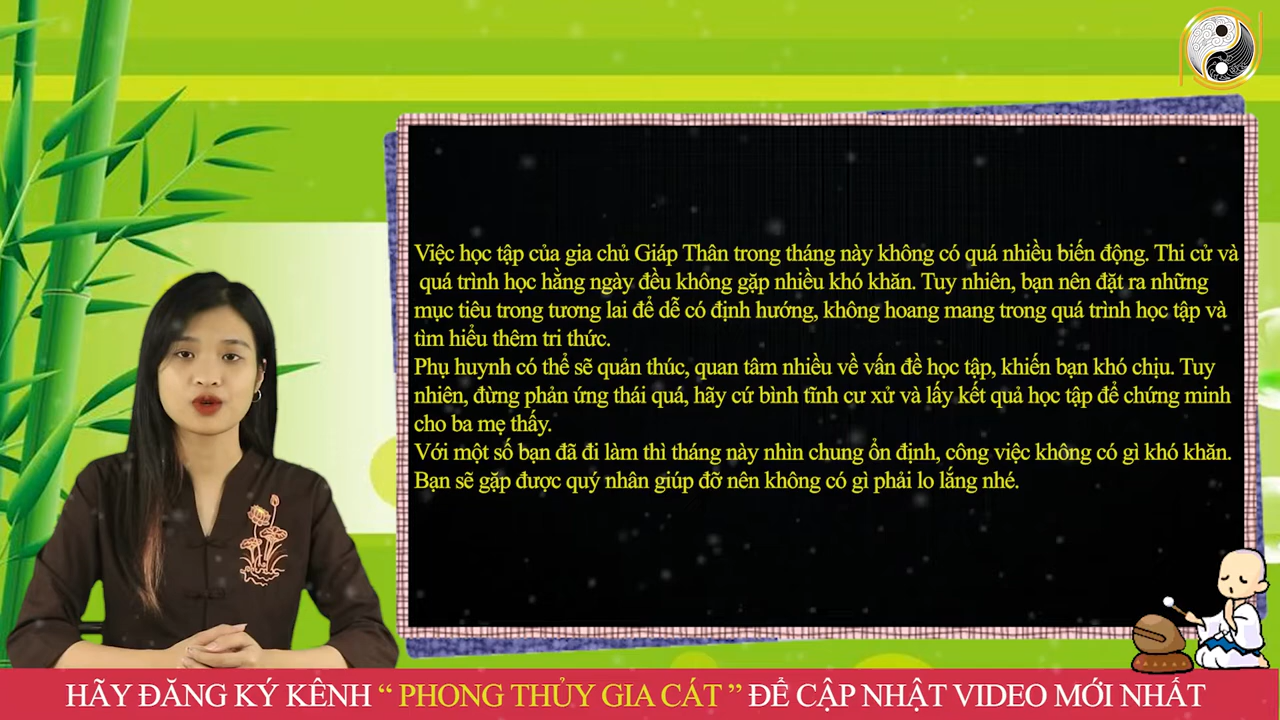 Việc học tập của gia chủ Giáp Thân trong tháng này không có quá nhiều biến động. Thi cử và
quá trình học hằng ngày đều không gặp nhiều khó khăn. Tuy nhiên, bạn nên đặt ra những
mục tiêu trong tương lai để dễ có định hướng, không hoang mang trong quá trình học tập và
tìm hiểu thêm tri thức.
Phụ huynh có thể sẽ quản thúc, quan tâm nhiều về vấn đề học tập, khiến bạn khó chịu. Tuy
nhiên, đừng phản ứng thái quá, hãy cứ bình tĩnh cư xử và lấy kết quả học tập để chứng minh
cho ba mẹ thấy.
Với một số bạn đã đi làm thì tháng này nhìn chung ổn định, công việc không có gì khó khăn.
Bạn sẽ gặp được quý nhân giúp đỡ nên không có gì phải lo lắng nhé.
HÃY ĐĂNG KÝ KÊNH “ PHONG THỦY GIA CÁT ” ĐỂ CẬP NHẬT VIDEO MỚI NHẤT